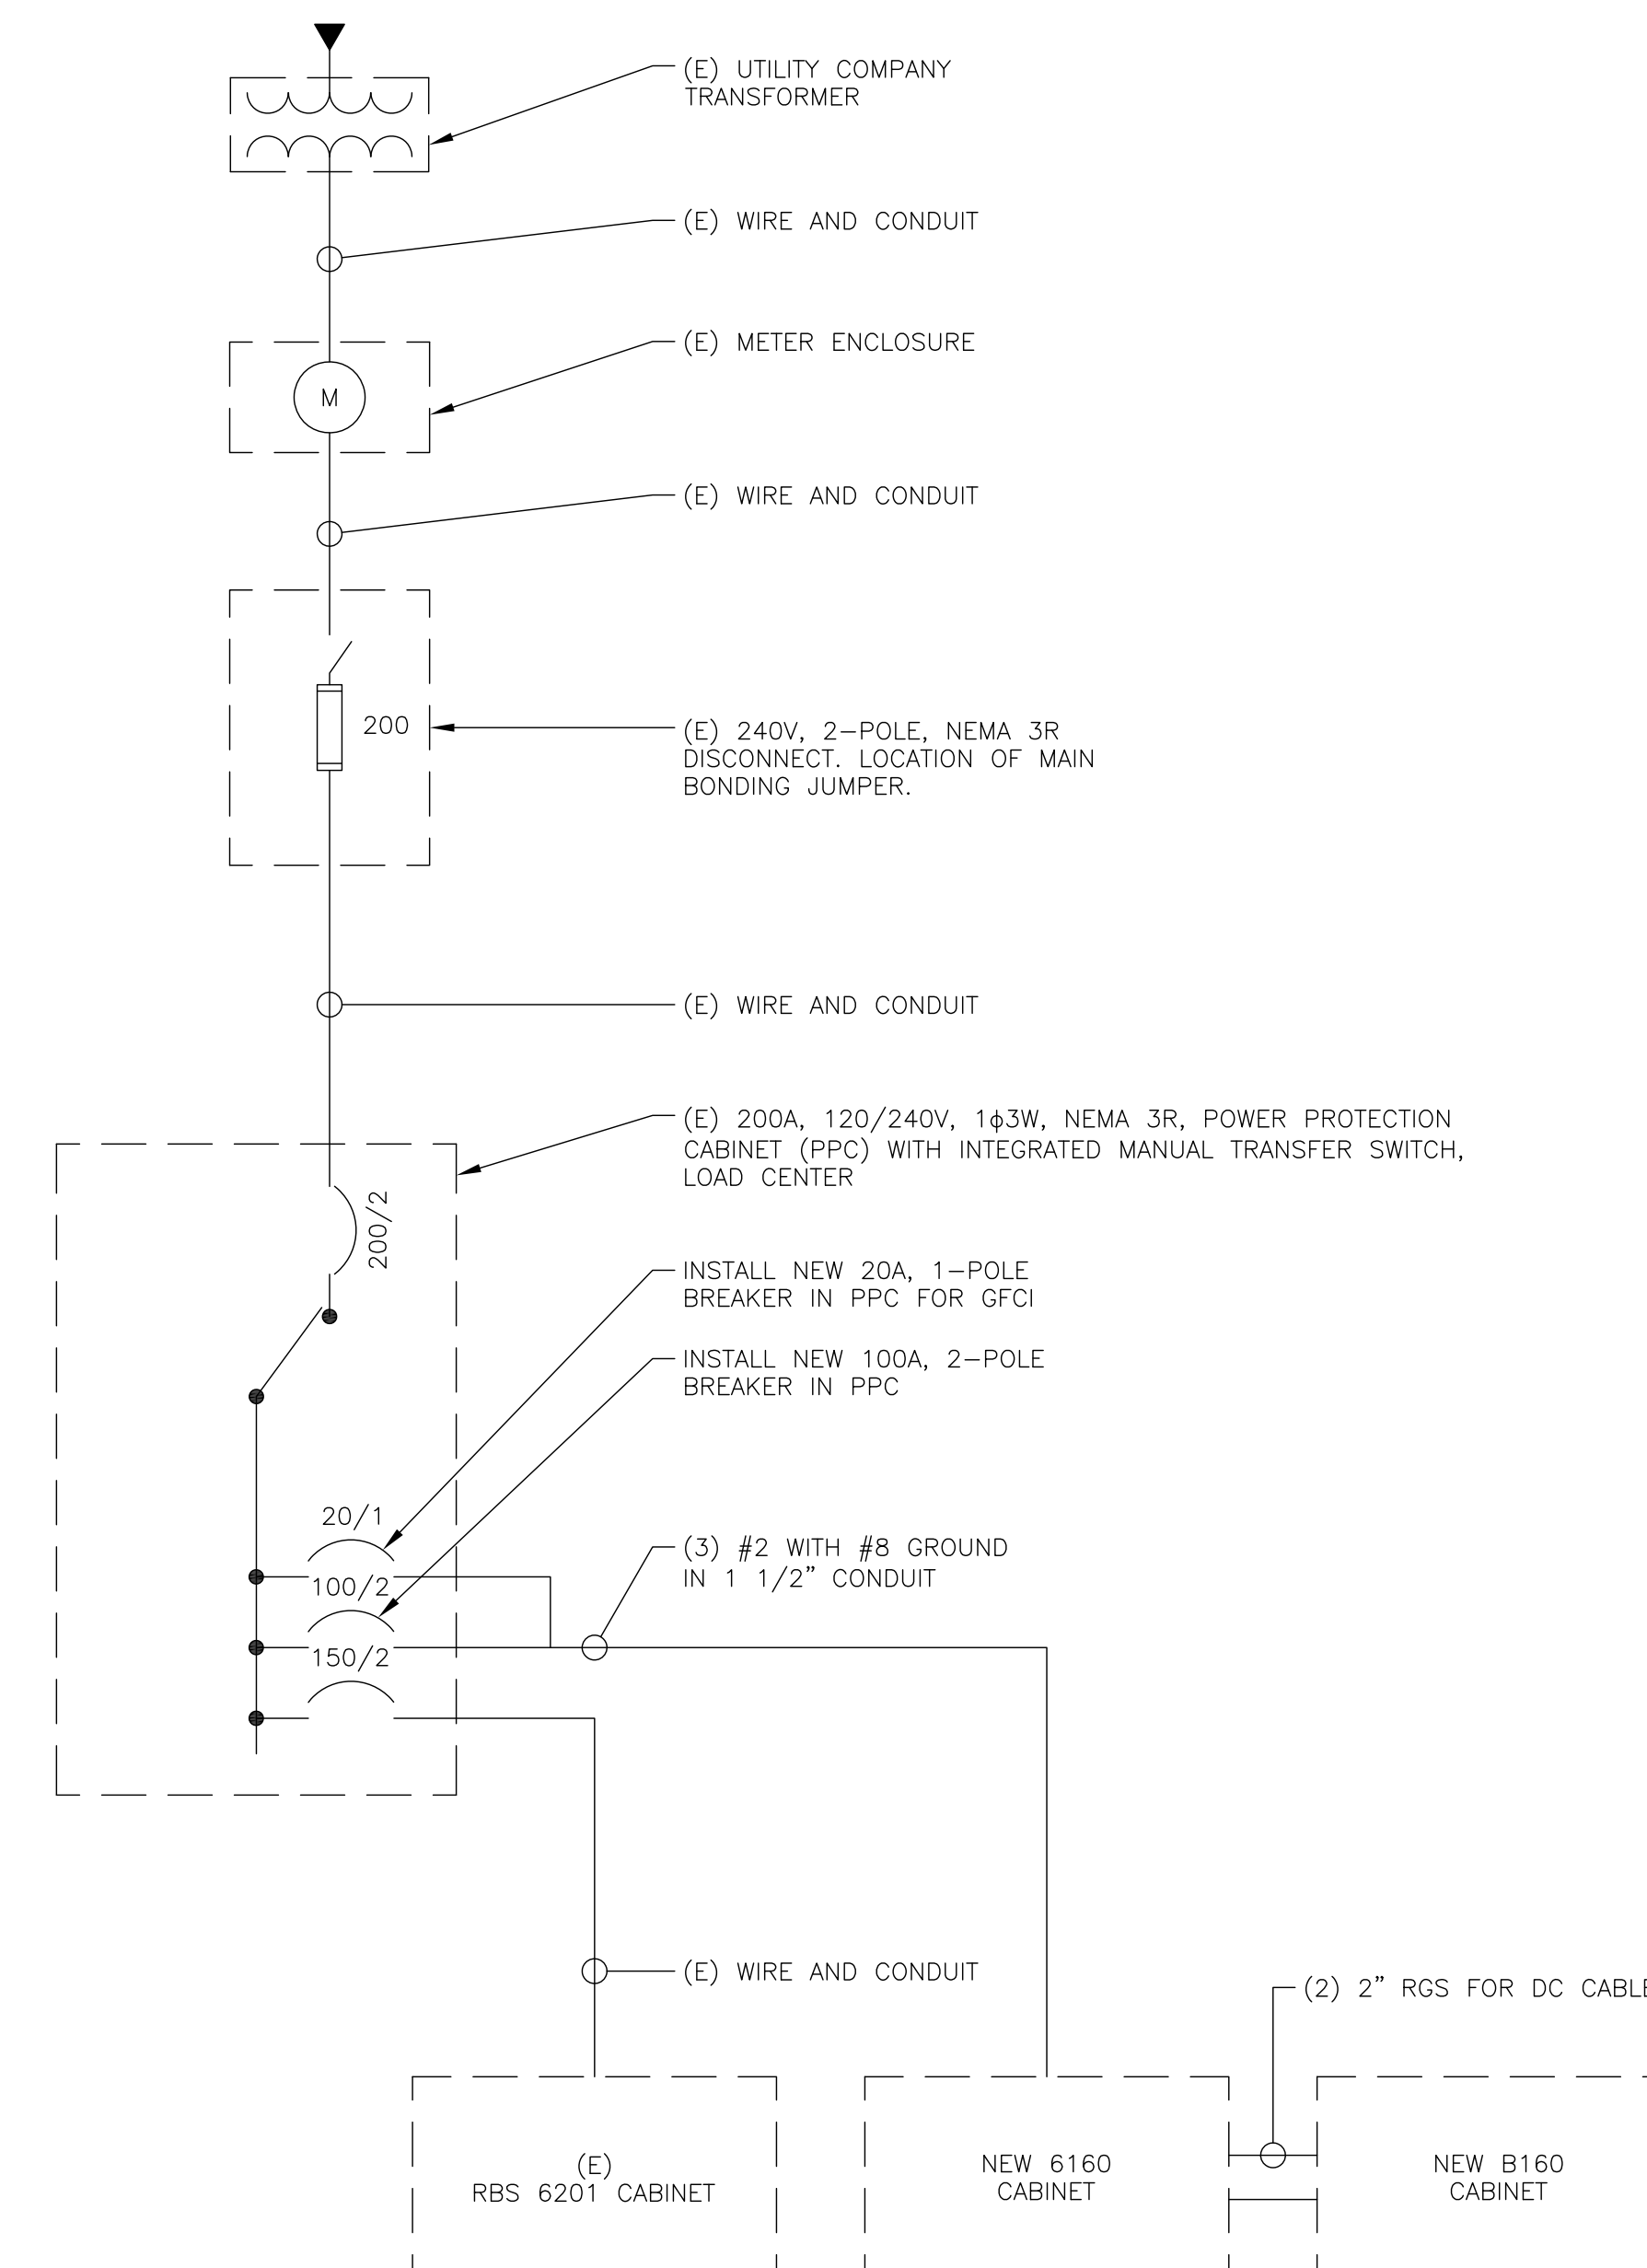 (E) UTILITY COMPANY
TRANSFORMER
(E) WIRE AND CONDUIT
(E) METER ENCLOSURE
M
(E) WIRE AND CONDUIT
200
(E) 240V, 2-POLE, NEMA 3R
DISCONNECT. LOCATION OF MAIN
BONDING JUMPER.
(E) WIRE AND CONDUIT
(E) 200A, 120/240V, 1ϕ3W, NEMA 3R, POWER PROTECTION
CABINET (PPC) WITH INTEGRATED MANUAL TRANSFER SWITCH,
LOAD CENTER
200/2
INSTALL NEW 20A, 1-POLE
BREAKER IN PPC FOR GFCI
INSTALL NEW 100A, 2-POLE
BREAKER IN PPC
20/1
100/2
150/2
(3) #2 WITH #8 GROUND
IN 1 1/2" CONDUIT
(E) WIRE AND CONDUIT
(2) 2" RGS FOR DC CABLE
(E)
RBS 6201 CABINET
NEW 6160
CABINET
NEW B160
CABINET